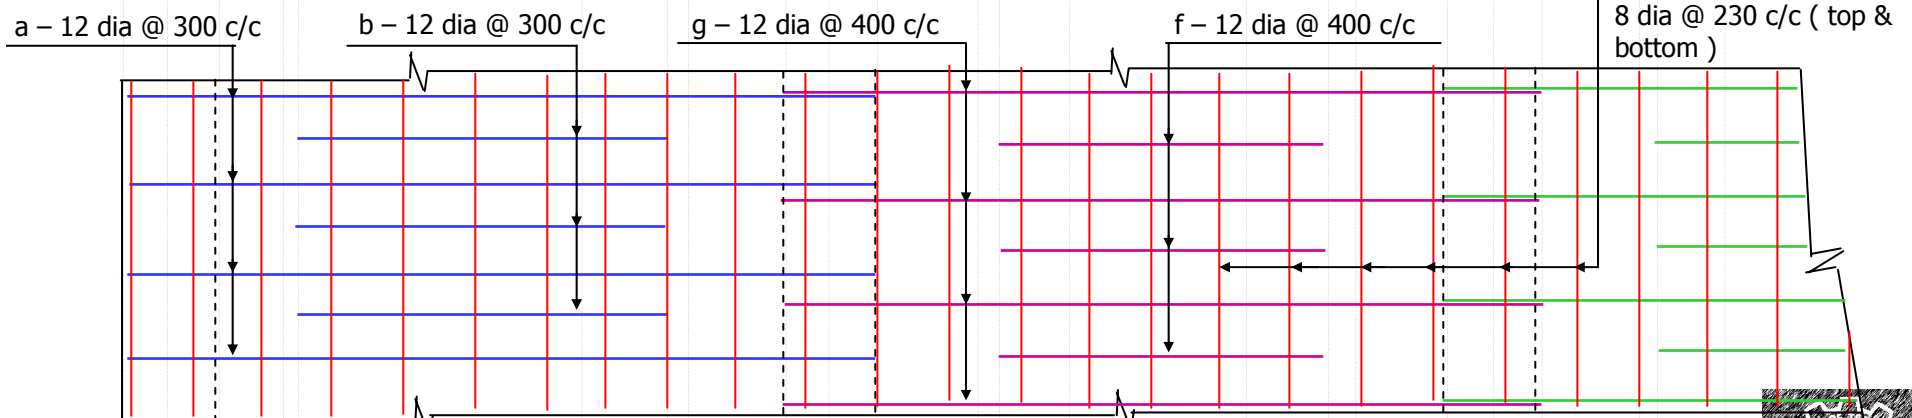 a – 12 dia @ 300 c/c
b – 12 dia @ 300 c/c
g – 12 dia @ 400 c/c
f – 12 dia @ 400 c/c
8 dia @ 230 c/c ( top &
bottom )